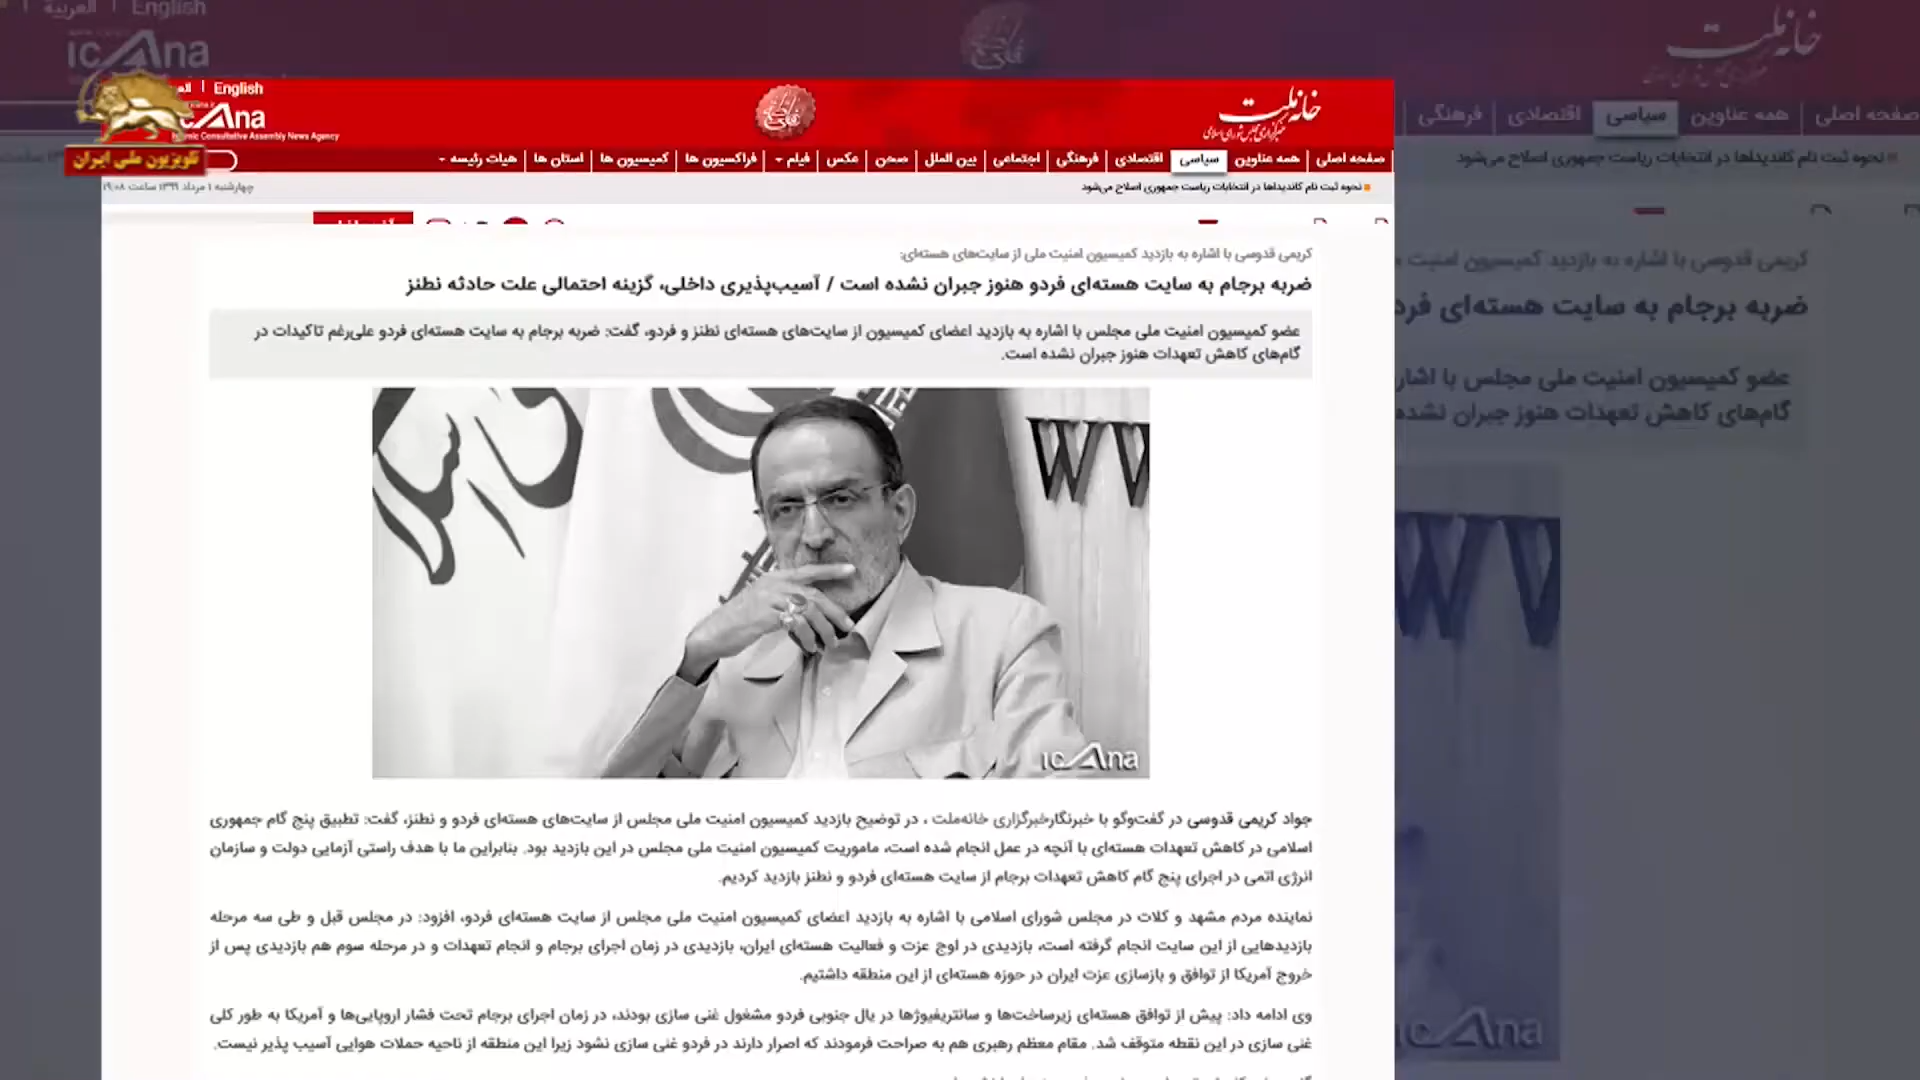 English
icAna
Islamic Consultative Assembly News Agency
خانه ملت
تلویزیون ملی ایران
صفحه اصلی
همه عناوین
سیاسی
اقتصادی
فرهنگی
اجتماعی
بین الملل
صحن
عکس
فیلم
فراکسیون ها
کمیسیون ها
استان ها
هیات رئیسه
نحوه ثبت نام کاندیداها در انتخابات ریاست جمهوری اصلاح می‌شود
چهارشنبه ۱ مرداد ۱۳۹۹ ساعت ۱۹:۰۸
کریمی قدوسی با اشاره به بازدید کمیسیون امنیت ملی از سایت‌های هسته‌ای:
ضربه برجام به سایت هسته‌ای فردو هنوز جبران نشده است / آسیب‌پذیری داخلی، گزینه احتمالی علت حادثه نطنز
عضو کمیسیون امنیت ملی مجلس با اشاره به بازدید اعضای کمیسیون از سایت‌های هسته‌ای نطنز و فردو، گفت: ضربه برجام به سایت هسته‌ای فردو علی‌رغم تاکیدات در
گام‌های کاهش تعهدات هنوز جبران نشده است.
icAna
جواد کریمی قدوسی در گفت‌وگو با خبرنگارخبرگزاری خانه‌ملت ، در توضیح بازدید کمیسیون امنیت ملی مجلس از سایت‌های هسته‌ای فردو و نطنز، گفت: تطبیق پنج گام جمهوری
اسلامی در کاهش تعهدات هسته‌ای با آنچه در عمل انجام شده است، ماموریت کمیسیون امنیت ملی مجلس در این بازدید بود. بنابراین ما با هدف راستی آزمایی دولت و سازمان
انرژی اتمی در اجرای پنج گام کاهش تعهدات برجام از سایت هسته‌ای فردو و نطنز بازدید کردیم.
نماینده مردم مشهد و کلات در مجلس شورای اسلامی با اشاره به بازدید اعضای کمیسیون امنیت ملی مجلس از سایت هسته‌ای فردو، افزود: در مجلس قبل و طی سه مرحله
بازدیدهایی از این سایت انجام گرفته است، بازدیدی در اوج عزت و فعالیت هسته‌ای ایران، بازدیدی در زمان اجرای برجام و انجام تعهدات و در مرحله سوم هم بازدیدی پس از
خروج آمریکا از توافق و بازسازی عزت ایران در حوزه هسته‌ای از این منطقه داشتیم.
وی ادامه داد: پیش از توافق هسته‌ای زیرساخت‌ها و سانتریفیوژها در یال جنوبی فردو مشغول غنی سازی بودند، در زمان اجرای برجام تحت فشار اروپایی‌ها و آمریکا به طور کلی
غنی سازی در این نقطه متوقف شد. مقام معظم رهبری هم به صراحت فرمودند که اصرار دارند در فردو غنی سازی نشود زیرا این منطقه از ناحیه حملات هوایی آسیب پذیر نیست.